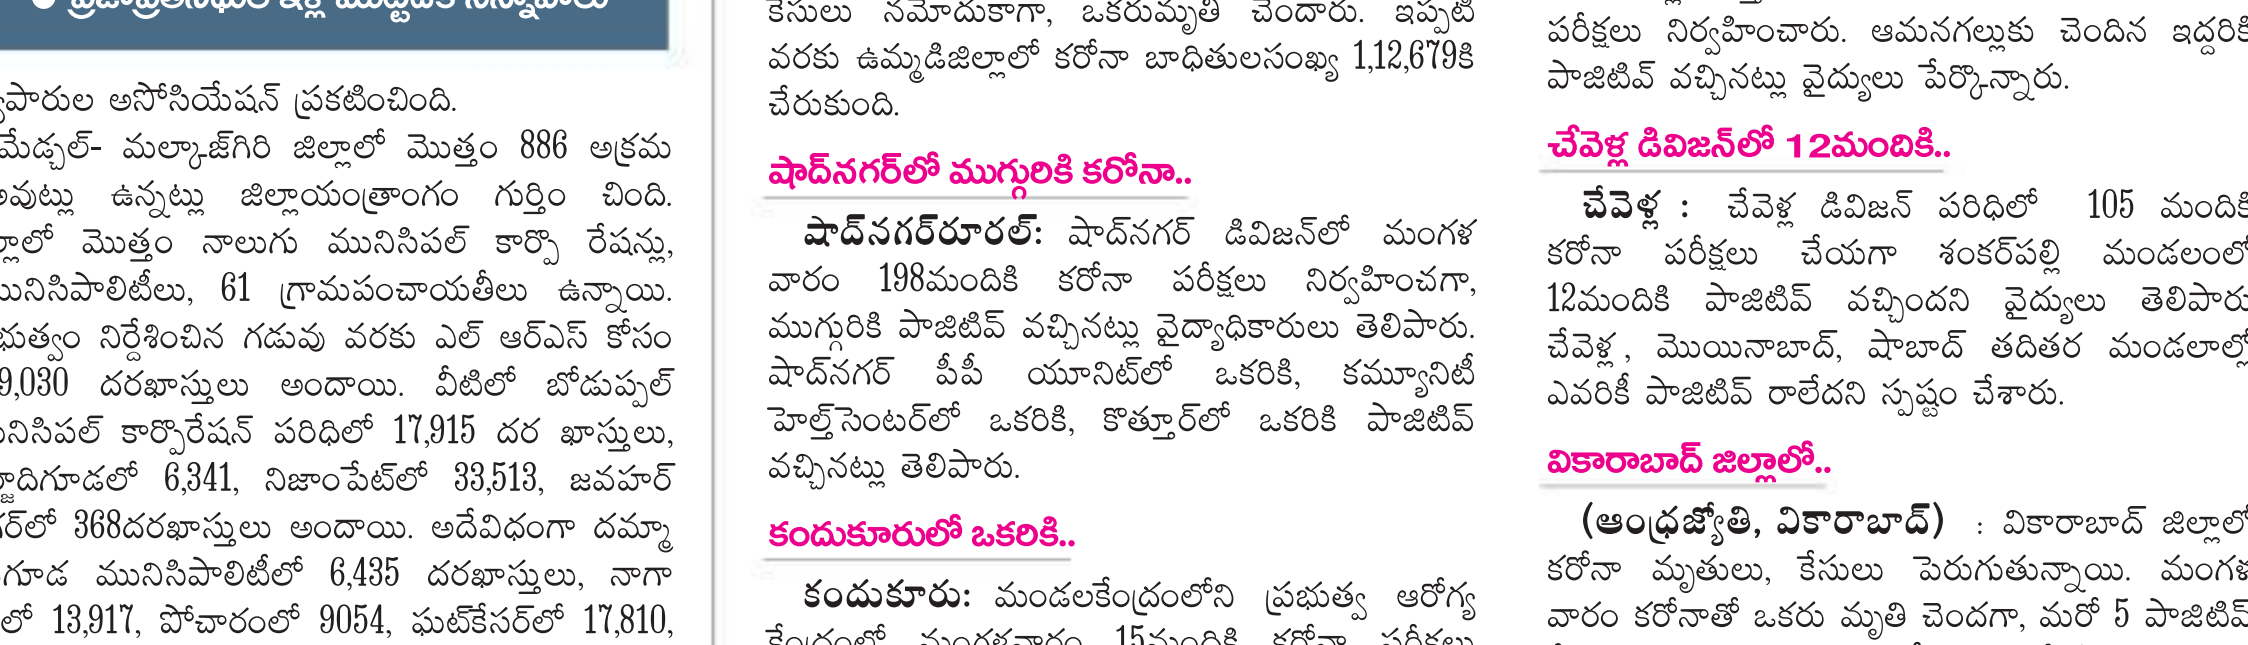 వ్యాపారుల అసోసియేషన్ ప్రకటించింది.
మేడ్చల్- మల్కాజ్‌గిరి జిల్లాలో మొత్తం 886 అక్రమ
ఉన్నట్లు జిల్లాయంత్రాంగం గుర్తిం చింది.
మొత్తం నాలుగు మునిసిపల్ కార్పొ రేషన్లు,
61 గ్రామపంచాయతీలు ఉన్నాయి.
నిర్దేశించిన గడువు వరకు ఎల్ ఆర్ఎస్ కోసం
దరఖాస్తులు అందాయి. వీటిలో బోడుప్పల్
కార్పొరేషన్ పరిధిలో 17,915 దర ఖాస్తులు,
6,341, నిజాంపేట్‌లో 33,513, జవహర్
368దరఖాస్తులు అందాయి. అదేవిధంగా దమ్మా
మునిసిపాలిటీలో 6,435 దరఖాస్తులు, నాగా
13,917, పోచారంలో 9054, ఘట్‌కేసర్‌లో 17,810,
కేసులు నమోదుకాగా, ఒకరుమృతి చెందారు. ఇప్పటి
వరకు ఉమ్మడిజిల్లాలో కరోనా బాధితులసంఖ్య 1,12,679కి
చేరుకుంది.
షాద్‌నగర్‌లో ముగ్గురికి కరోనా..
షాద్‌నగర్‌రూరల్: షాద్‌నగర్ డివిజన్‌లో మంగళ
వారం 198మందికి కరోనా పరీక్షలు నిర్వహించగా,
ముగ్గురికి పాజిటివ్ వచ్చినట్లు వైద్యాధికారులు తెలిపారు.
షాద్‌నగర్ పీపీ యూనిట్‌లో ఒకరికి, కమ్యూనిటీ
హెల్త్‌సెంటర్‌లో ఒకరికి, కొత్తూర్‌లో ఒకరికి పాజిటివ్
వచ్చినట్లు తెలిపారు.
కందుకూరులో ఒకరికి..
కందుకూరు: మండలకేంద్రంలోని ప్రభుత్వ ఆరోగ్య
కేంద్రంలో మంగళవారం 15మందికి కరోనా పరీక్షలు
పరీక్షలు నిర్వహించారు. ఆమనగల్లుకు చెందిన ఇద్దరికి
పాజిటివ్ వచ్చినట్లు వైద్యులు పేర్కొన్నారు.
చేవెళ్ల డివిజన్‌లో 12మందికి..
చేవెళ్ల : చేవెళ్ల డివిజన్ పరిధిలో 105 మందికి
కరోనా పరీక్షలు చేయగా శంకర్‌పల్లి మండలంలో
12మందికి పాజిటివ్ వచ్చిందని వైద్యులు తెలిపారు
చేవెళ్ల, మొయినాబాద్, షాబాద్ తదితర మండలాల్లో
ఎవరికీ పాజిటివ్ రాలేదని స్పష్టం చేశారు.
వికారాబాద్ జిల్లాలో..
(ఆంధ్రజ్యోతి, వికారాబాద్) : వికారాబాద్ జిల్లాలో
కరోనా మృతులు, కేసులు పెరుగుతున్నాయి. మంగళ
వారం కరోనాతో ఒకరు మృతి చెందగా, మరో 5 పాజిటివ్